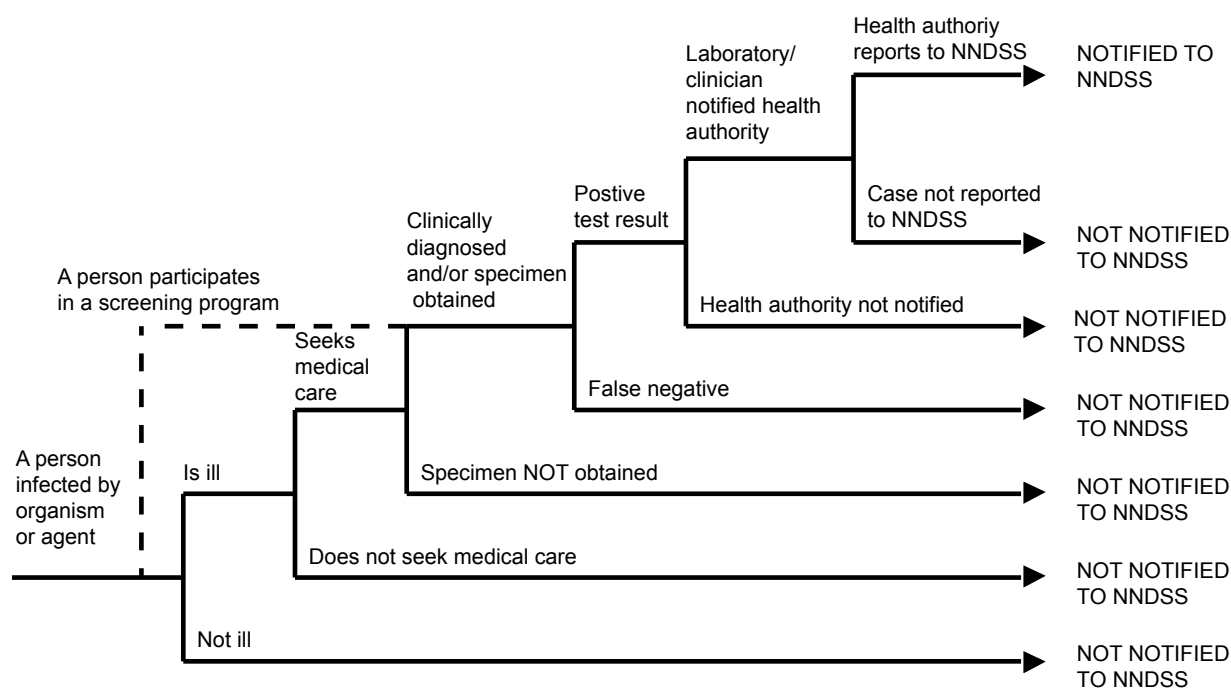 Health authoriy
reports to NNDSS
NOTIFIED TO
NNDSS
Laboratory/
clinician
notified health
authority
Postive
test result
Case not reported
to NNDSS
NOT NOTIFIED
TO NNDSS
Clinically
diagnosed
and/or specimen
obtained
A person participates
in a screening program
Health authority not notified
NOT NOTIFIED
TO NNDSS
Seeks
medical
care
False negative
NOT NOTIFIED
TO NNDSS
A person
infected by
organism
or agent
Is ill
Specimen NOT obtained
NOT NOTIFIED
TO NNDSS
Does not seek medical care
NOT NOTIFIED
TO NNDSS
Not ill
NOT NOTIFIED
TO NNDSS